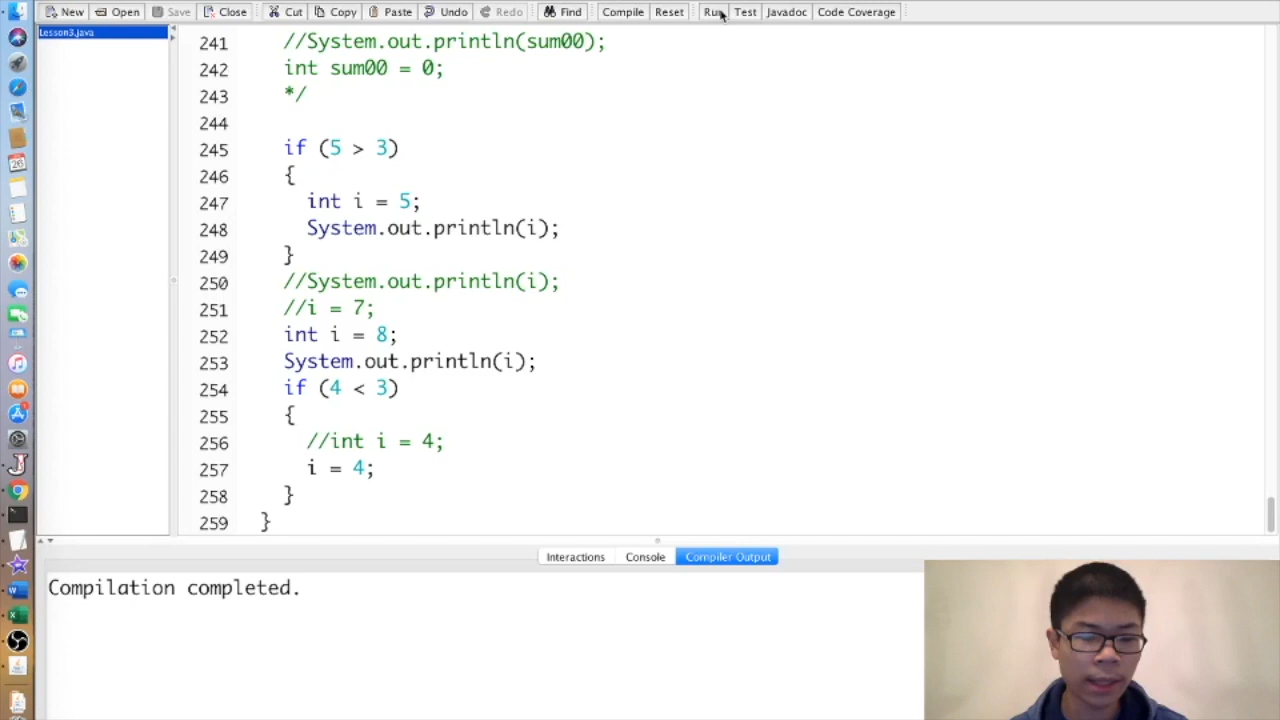 New Open Save Close Cut Copy Paste Undo Redo Find Compile Reset Run Test Javadoc Code Coverage
Lesson3.java
241 //System.out.println(sum00);
242 int sum00 = 0;
243 */
244
245 if (5 > 3)
246 {
247 int i = 5;
248 System.out.println(i);
249 }
250 //System.out.println(i);
251 //i = 7;
252 int i = 8;
253 System.out.println(i);
254 if (4 < 3)
255 {
256 //int i = 4;
257 i = 4;
258 }
259 }
Interactions Console Compiler Output
Compilation completed.